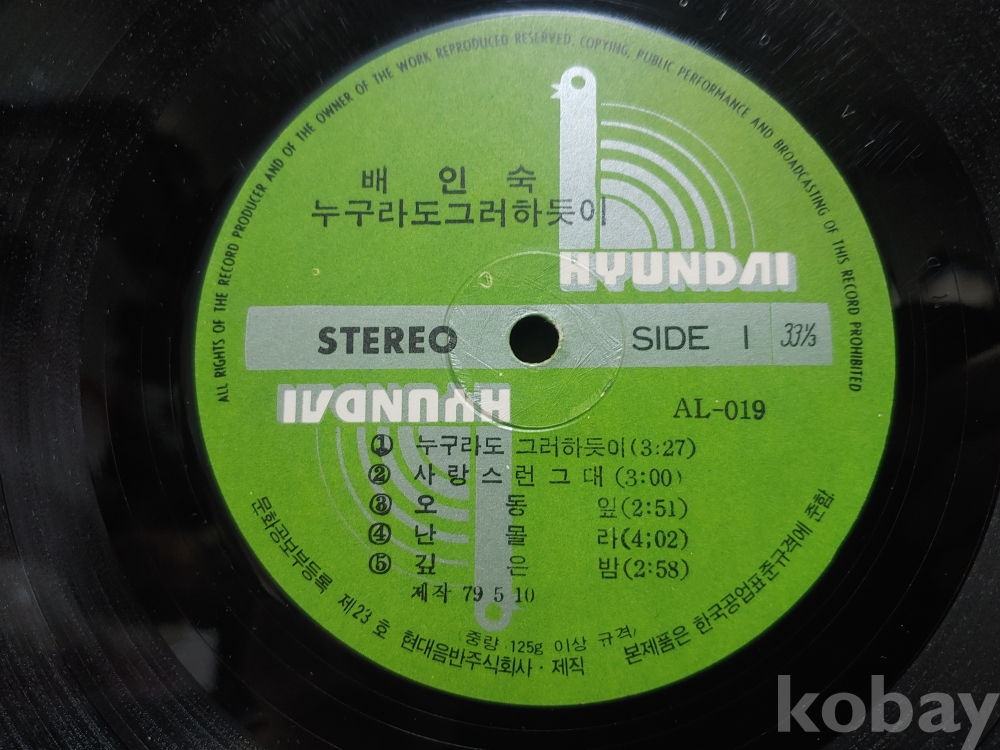 ALL RIGHTS OF THE RECORD PRODUCER AND OF THE OWNER OF THE WORK REPRODUCED RESERVED. COPYING, PUBLIC PERFORMANCE AND BROADCASTING OF THIS RECORD PROHIBITED
배 인 숙
누구라도그러하듯이
HYUNDAI
STEREO SIDE 1 33⅓
HYUNDAI
AL-019
① 누구라도 그러하듯이(3:27)
② 사랑스런그대(3:00)
③ 오 동 잎(2:51)
④ 난 몰 라(4;02)
⑤ 깊 은 밤(2:58)
제작 79 5 10
(중량 125g 이상 규격)
문화공보부등록 제23호 현대음반주식회사·제작 본제품은 한국공업표준규격에 준함
kobay